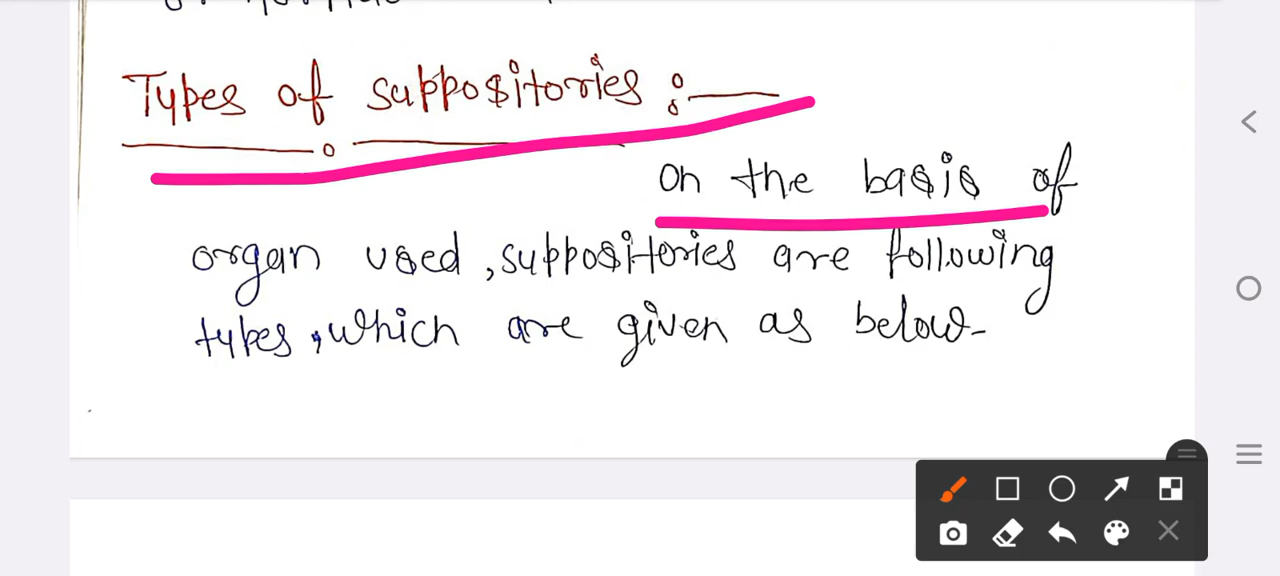 Types of suppositories :—
on the basis of
organ used, suppositories are following
types, which are given as below-